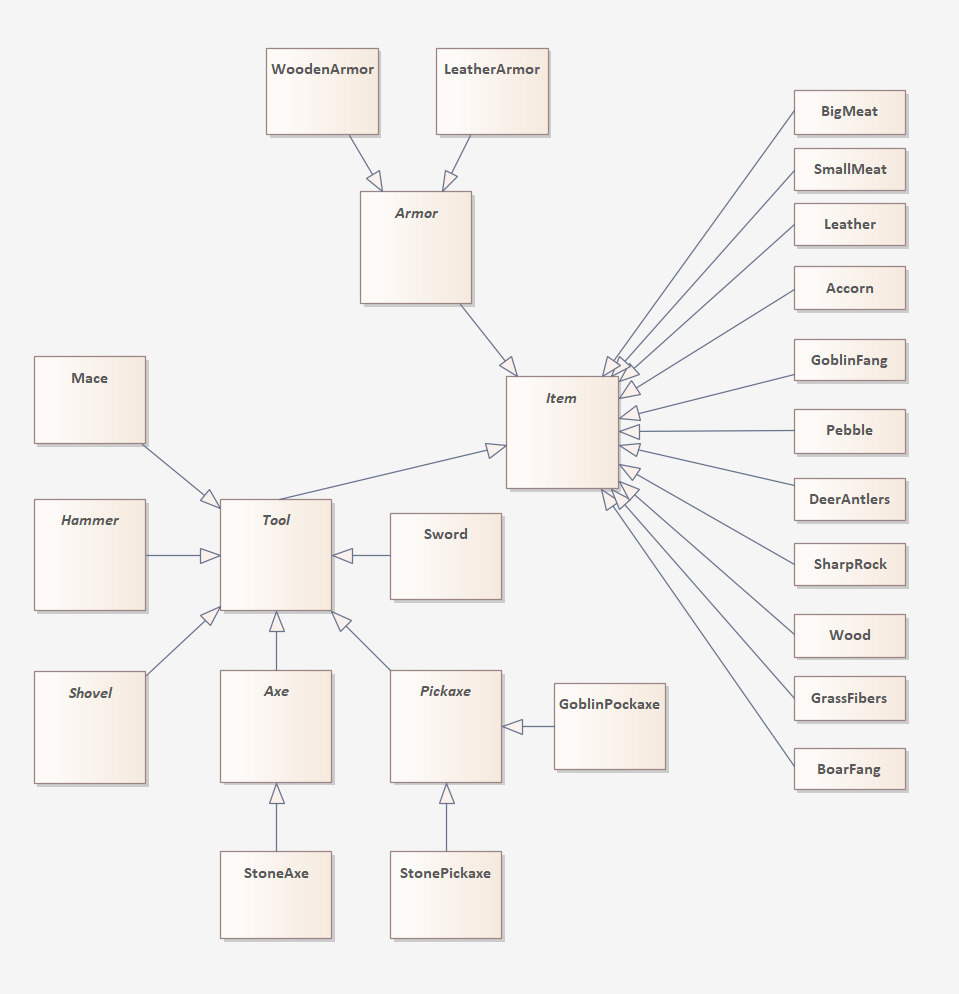 WoodenArmor
LeatherArmor
BigMeat
SmallMeat
Armor
Leather
Accorn
GoblinFang
Mace
Item
Pebble
DeerAntlers
Hammer
Tool
Sword
SharpRock
Wood
Shovel
Axe
Pickaxe
GoblinPockaxe
GrassFibers
BoarFang
StoneAxe
StonePickaxe